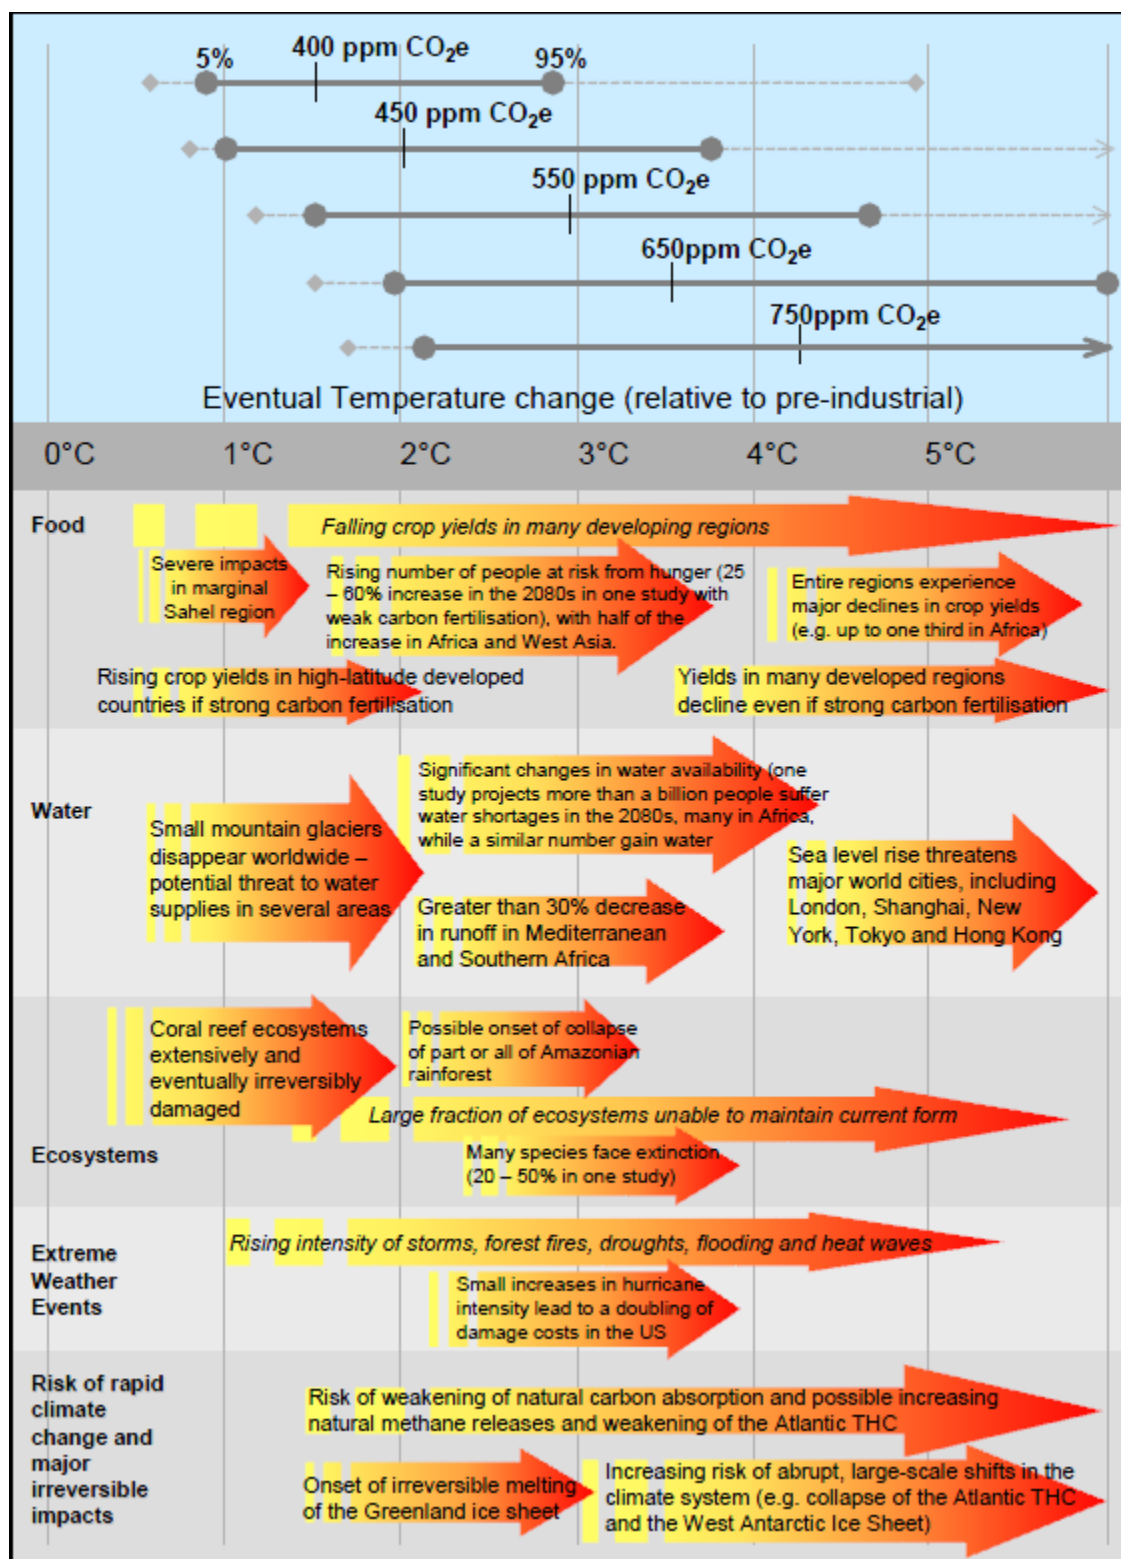 400 ppm CO₂e
5%
95%
450 ppm CO₂e
550 ppm CO₂e
650ppm CO₂e
750ppm CO₂e
Eventual Temperature change (relative to pre-industrial)
0°C 1°C 2°C 3°C 4°C 5°C
Food
Falling crop yields in many developing regions
Severe impacts
in marginal
Sahel region
Rising number of people at risk from hunger (25
– 60% increase in the 2080s in one study with
weak carbon fertilisation), with half of the
increase in Africa and West Asia.
Entire regions experience
major declines in crop yields
(e.g. up to one third in Africa)
Rising crop yields in high-latitude developed
countries if strong carbon fertilisation
Yields in many developed regions
decline even if strong carbon fertilisation
Water
Small mountain glaciers
disappear worldwide –
potential threat to water
supplies in several areas
Significant changes in water availability (one
study projects more than a billion people suffer
water shortages in the 2080s, many in Africa,
while a similar number gain water
Greater than 30% decrease
in runoff in Mediterranean
and Southern Africa
Sea level rise threatens
major world cities, including
London, Shanghai, New
York, Tokyo and Hong Kong
Ecosystems
Coral reef ecosystems
extensively and
eventually irreversibly
damaged
Possible onset of collapse
of part or all of Amazonian
rainforest
Large fraction of ecosystems unable to maintain current form
Many species face extinction
(20 – 50% in one study)
Extreme
Weather
Events
Rising intensity of storms, forest fires, droughts, flooding and heat waves
Small increases in hurricane
intensity lead to a doubling of
damage costs in the US
Risk of rapid
climate
change and
major
irreversible
impacts
Risk of weakening of natural carbon absorption and possible increasing
natural methane releases and weakening of the Atlantic THC
Onset of irreversible melting
of the Greenland ice sheet
Increasing risk of abrupt, large-scale shifts in the
climate system (e.g. collapse of the Atlantic THC
and the West Antarctic Ice Sheet)